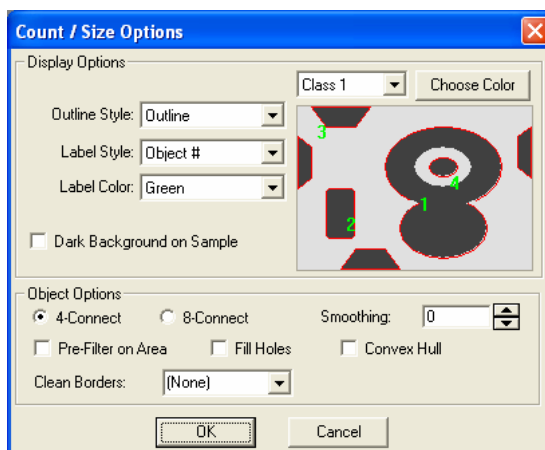 Count / Size Options
Display Options
Class 1
Choose Color
Outline Style:
Outline
Label Style:
Object #
Label Color:
Green
Dark Background on Sample
3
4
1
2
Object Options
4-Connect
8-Connect
Smoothing:
0
Pre-Filter on Area
Fill Holes
Convex Hull
Clean Borders:
(None)
OK
Cancel